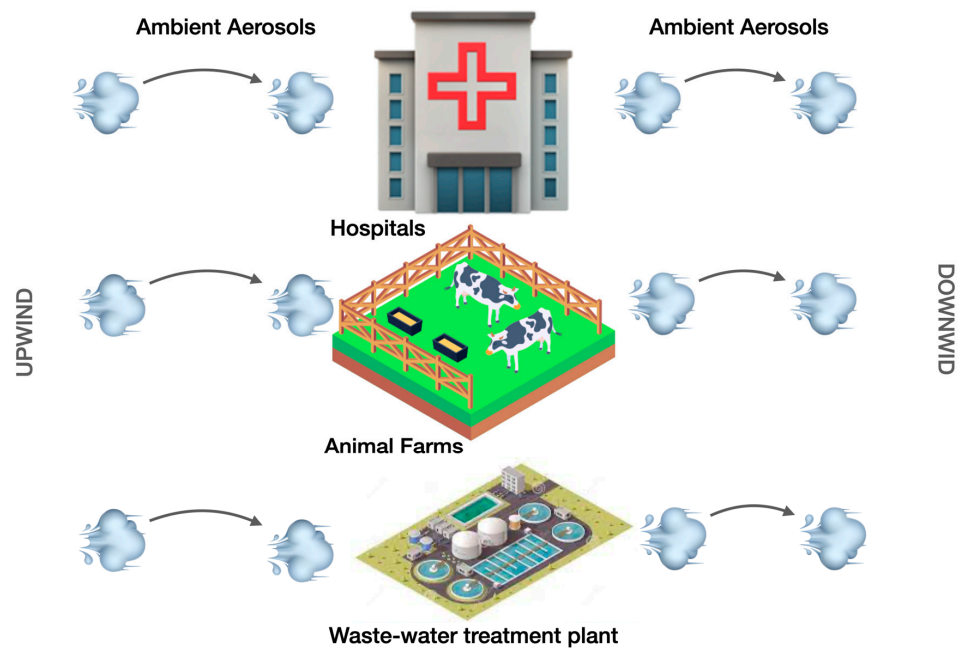 Ambient Aerosols
Ambient Aerosols
Hospitals
UPWIND
DOWNWID
Animal Farms
Waste-water treatment plant